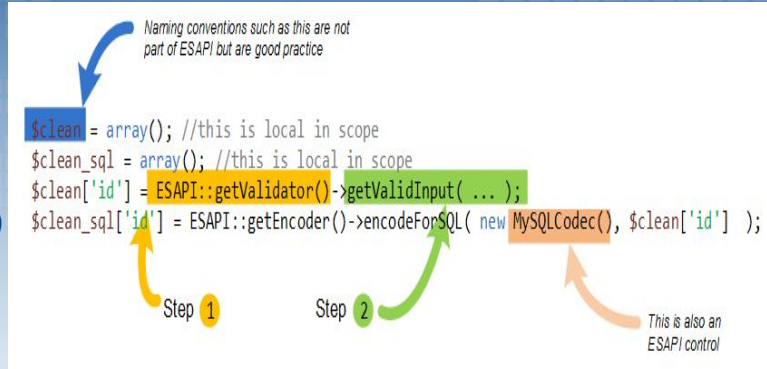 Naming conventions such as this are not
part of ESAPI but are good practice
$clean = array(); //this is local in scope
$clean_sql = array(); //this is local in scope
$clean['id'] = ESAPI::getValidator()->getValidInput( ... );
$clean_sql['id'] = ESAPI::getEncoder()->encodeForSQL( new MySQLCodec(), $clean['id'] );
Step 1
Step 2
This is also an
ESAPI control